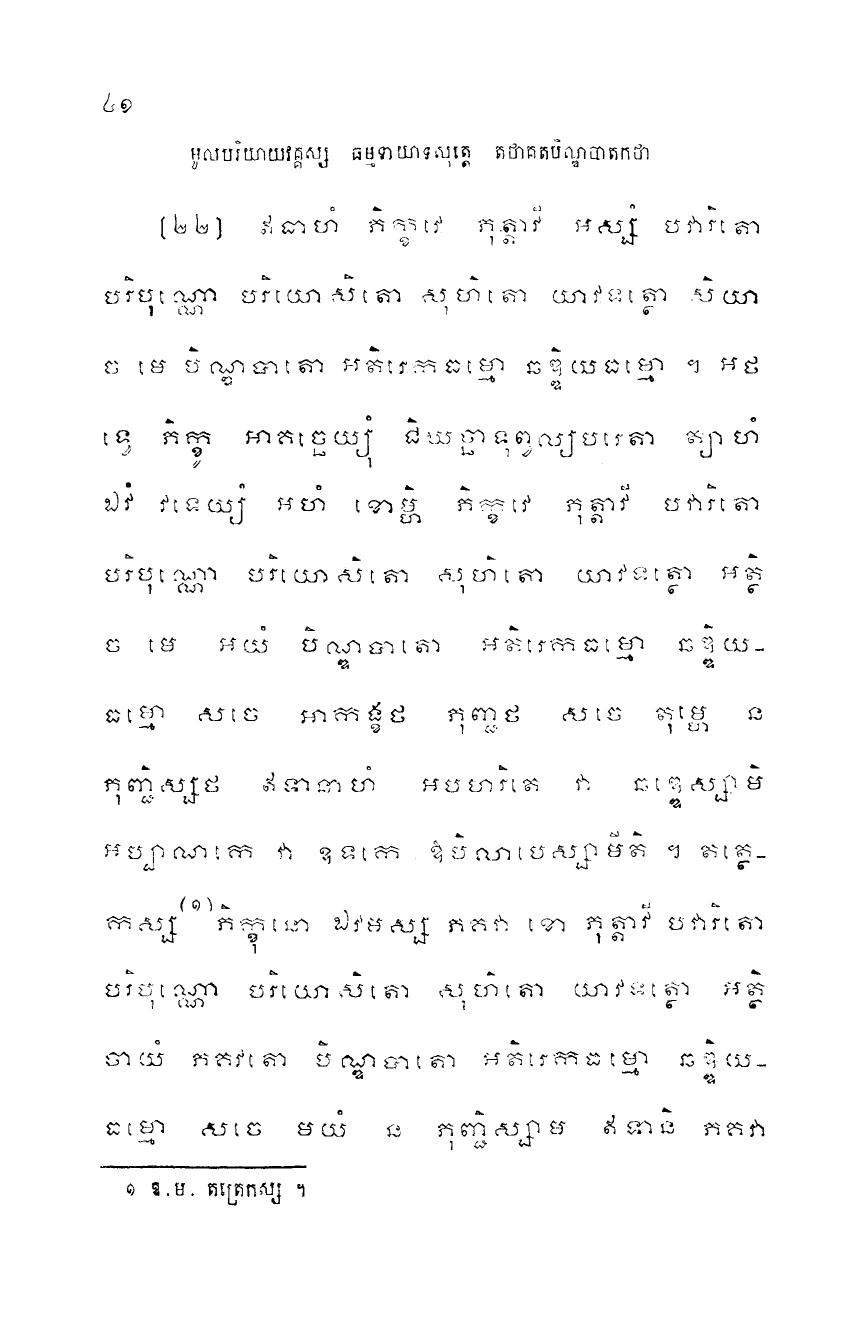 ៤១
មូលបរិយាយវគ្គស្ស ធម្មទាយាទសុត្តេ តថាគតបិណ្ឌបាតកថា
[២២] ឥធាហំ ភិក្ខវេ ភុត្តាវី អស្សំ បវារិតោ
បរិបុណ្ណោ បរិយោសិតោ សុហិតោ យាវទត្ថោ សិយា
ច មេ បិណ្ឌបាតោ អតិរេកធម្មោ ឆឌ្ឌិយធម្មោ ។ អថ
ទ្វេ ភិក្ខូ អាគច្ឆេយ្យុំ ជិឃច្ឆាទុព្វល្យបរេតា ត្យាហំ
ឯវំ វទេយ្យំ អហំ ខោម្ហិ ភិក្ខវេ ភុត្តាវី បវារិតោ
បរិបុណ្ណោ បរិយោសិតោ សុហិតោ យាវទត្ថោ អត្ថិ
ច មេ អយំ បិណ្ឌបាតោ អតិរេកធម្មោ ឆឌ្ឌិយ-
ធម្មោ សចេ អាកង្ខថ ភុញ្ជថ សចេ តុម្ហេ ន
ភុញ្ជិស្សថ ឥទានាហំ អបហរិតេ វា ឆឌ្ឌេស្សាមិ
អប្បាណកេ វា ឧទកេ ឱបិលាបេស្សាមីតិ ។ តត្ថេ-
កស្ស(១) ភិក្ខុនោ ឯវមស្ស ភគវា ខោ ភុត្តាវី បវារិតោ
បរិបុណ្ណោ បរិយោសិតោ សុហិតោ យាវទត្ថោ អត្ថិ
ចាយំ ភគវតោ បិណ្ឌបាតោ អតិរេកធម្មោ ឆឌ្ឌិយ-
ធម្មោ សចេ មយំ ន ភុញ្ជិស្សាម ឥទានិ ភគវា
១ ឱ.ម. តត្រេកស្ស ។